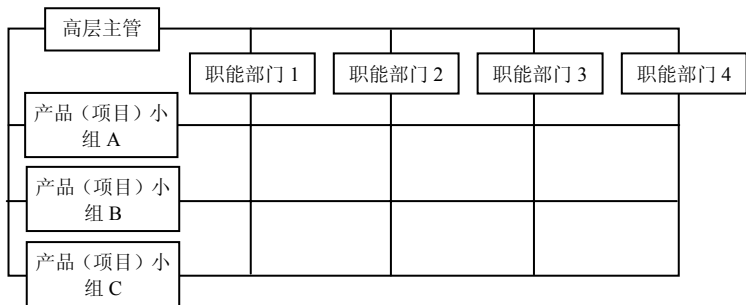 高层主管
职能部门 1
职能部门 2
职能部门 3
职能部门 4
产品（项目）小
组 A
产品（项目）小
组 B
产品（项目）小
组 C